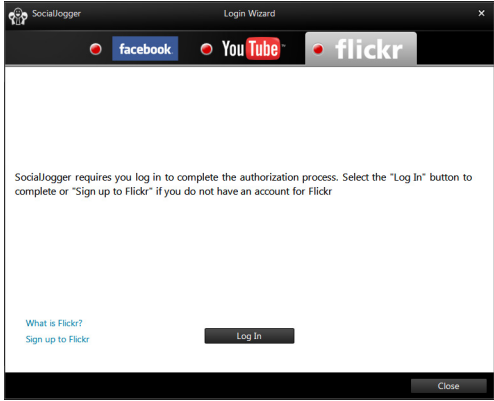 SocialJogger
Login Wizard
facebook
YouTube™
flickr
SocialJogger requires you log in to complete the authorization process. Select the "Log In" button to
complete or "Sign up to Flickr" if you do not have an account for Flickr
What is Flickr?
Sign up to Flickr
Log In
Close